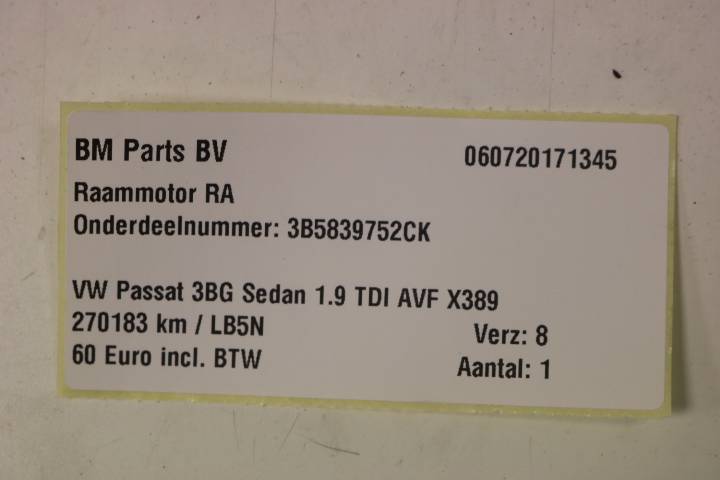 BM Parts BV 060720171345
Raammotor RA
Onderdeelnummer: 3B5839752CK
VW Passat 3BG Sedan 1.9 TDI AVF X389
270183 km / LB5N Verz: 8
60 Euro incl. BTW Aantal: 1